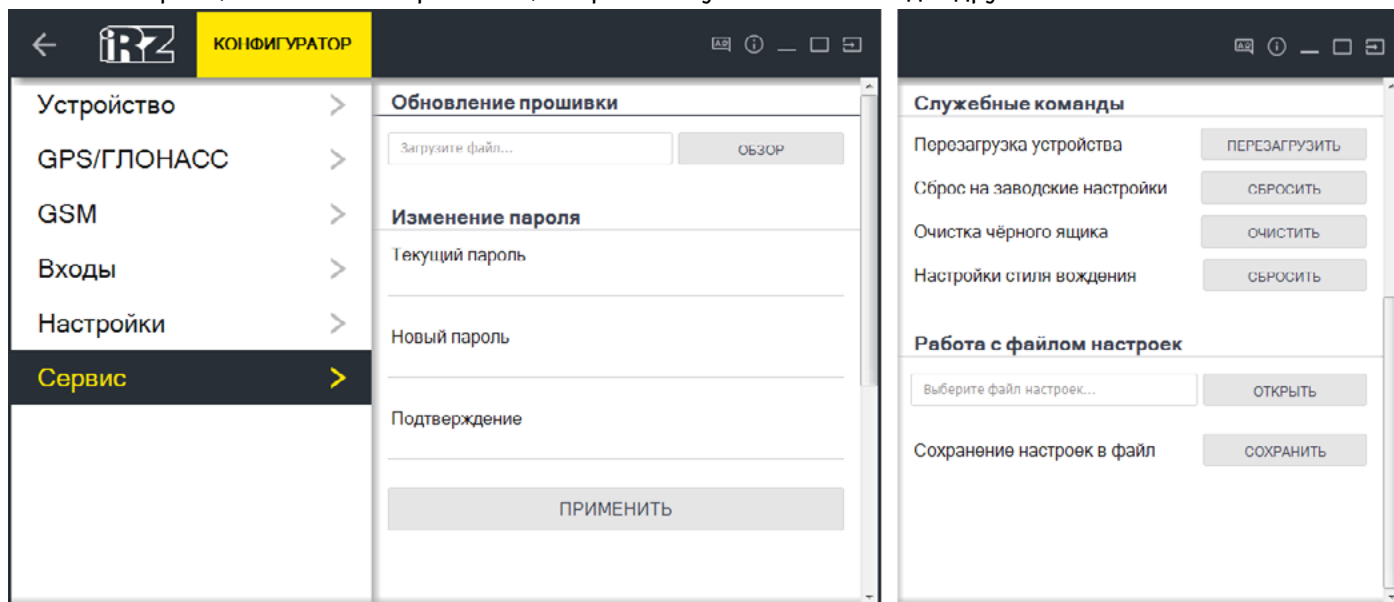 iRZ
КОНФИГУРАТОР
Устройство
GPS/ГЛОНАСС
GSM
Входы
Настройки
Сервис
Обновление прошивки
Загрузите файл...
ОБЗОР
Изменение пароля
Текущий пароль
Новый пароль
Подтверждение
ПРИМЕНИТЬ
Служебные команды
Перезагрузка устройства
ПЕРЕЗАГРУЗИТЬ
Сброс на заводские настройки
СБРОСИТЬ
Очистка чёрного ящика
ОЧИСТИТЬ
Настройки стиля вождения
СБРОСИТЬ
Работа с файлом настроек
Выберите файл настроек...
ОТКРЫТЬ
Сохранение настроек в файл
СОХРАНИТЬ